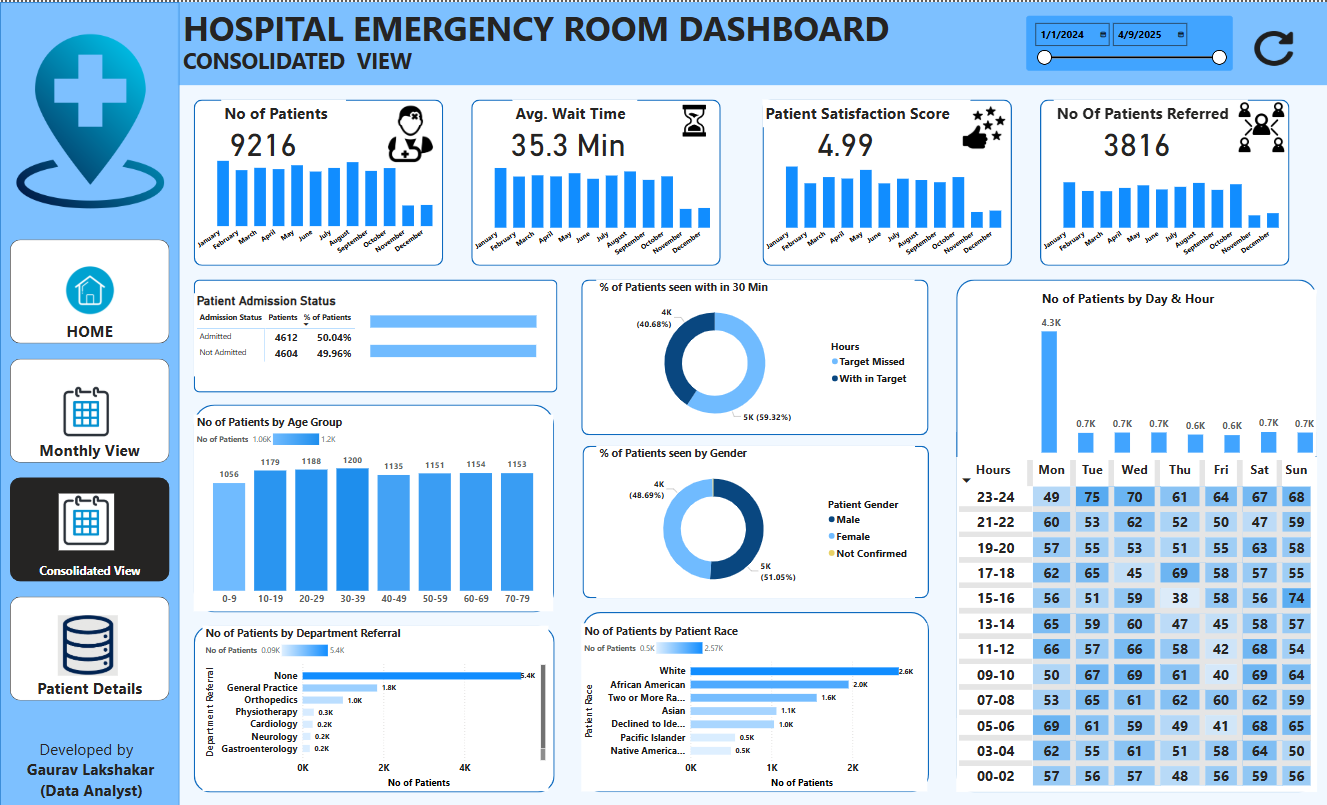 HOSPITAL EMERGENCY ROOM DASHBOARD
CONSOLIDATED VIEW
1/1/2024
4/9/2025
HOME
Monthly View
Consolidated View
Patient Details
Developed by
Gaurav Lakshakar
(Data Analyst)
No of Patients
9216
January February March April May June July August September October November December
Avg. Wait Time
35.3 Min
January February March April May June July August September October November December
Patient Satisfaction Score
4.99
January February March April May June July August September October November December
No Of Patients Referred
3816
January February March April May June July August September October November December
Patient Admission Status
Admission Status Patients % of Patients
Admitted 4612 50.04%
Not Admitted 4604 49.96%
No of Patients by Age Group
No of Patients 1.06K 1.2K
1056 1179 1188 1200 1135 1151 1154 1153
0-9 10-19 20-29 30-39 40-49 50-59 60-69 70-79
No of Patients by Department Referral
No of Patients 0.09K 5.4K
Department Referral
None 5.4K
General Practice 1.8K
Orthopedics 1.0K
Physiotherapy 0.3K
Cardiology 0.2K
Neurology 0.2K
Gastroenterology 0.2K
0K 2K 4K
No of Patients
% of Patients seen with in 30 Min
4K
(40.68%)
5K (59.32%)
Hours
Target Missed
With in Target
% of Patients seen by Gender
4K
(48.69%)
5K
(51.05%)
Patient Gender
Male
Female
Not Confirmed
No of Patients by Patient Race
No of Patients 0.5K 2.57K
Patient Race
White 2.6K
African American 2.0K
Two or More Ra... 1.6K
Asian 1.1K
Declined to Ide... 1.0K
Pacific Islander 0.5K
Native America... 0.5K
0K 1K 2K
No of Patients
No of Patients by Day & Hour
4.3K 0.7K 0.7K 0.7K 0.6K 0.6K 0.7K 0.7K
Hours Mon Tue Wed Thu Fri Sat Sun
23-24 49 75 70 61 64 67 68
21-22 60 53 62 52 50 47 59
19-20 57 55 53 51 55 63 58
17-18 62 65 45 69 58 57 55
15-16 56 51 59 38 58 56 74
13-14 65 59 60 47 45 58 57
11-12 66 57 66 58 42 68 54
09-10 50 67 69 61 40 69 64
07-08 53 65 61 62 60 62 59
05-06 69 61 59 49 41 68 65
03-04 62 55 61 51 58 64 50
00-02 57 56 57 48 56 59 56